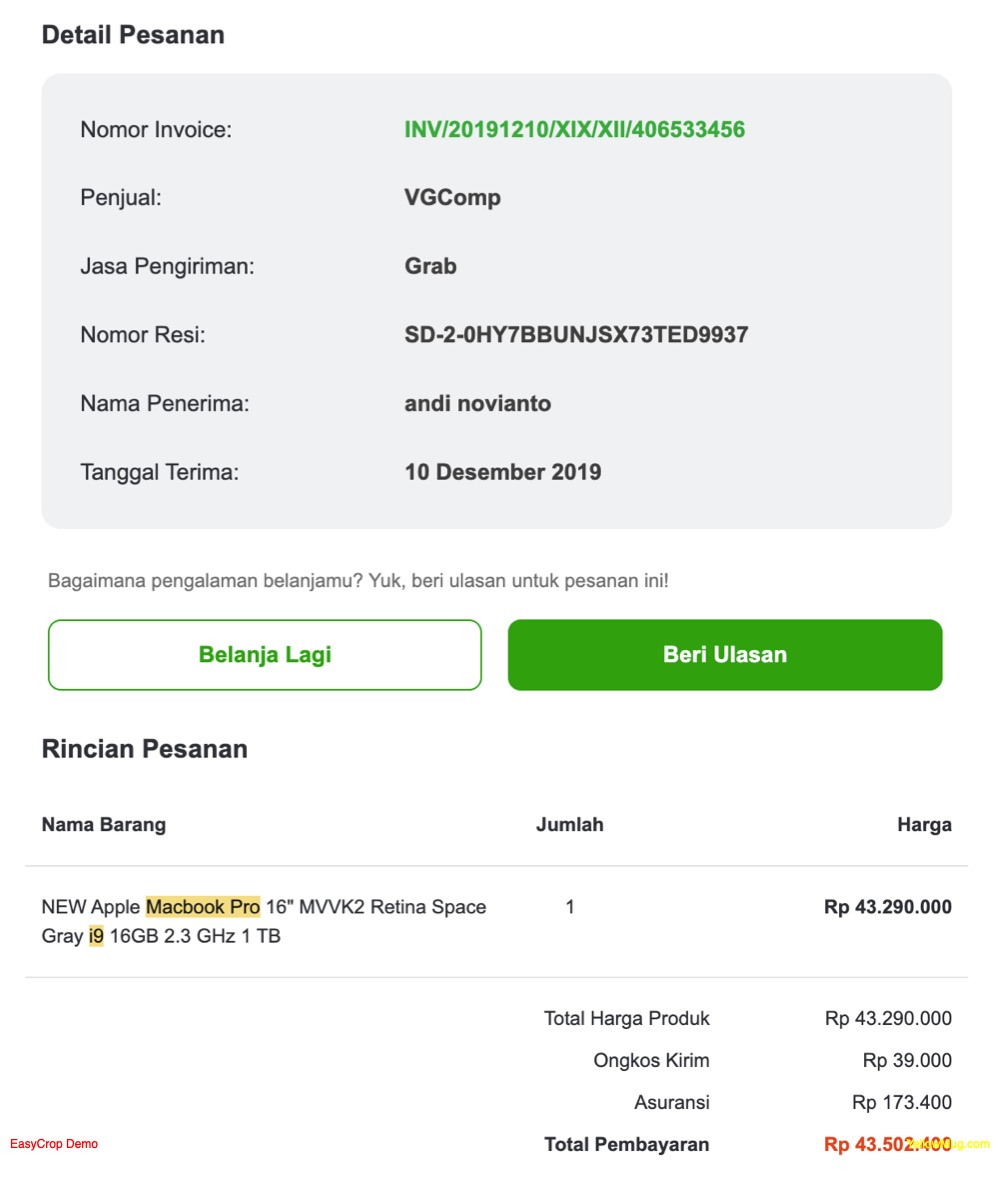 Detail Pesanan
Nomor Invoice: INV/20191210/XIX/XII/406533456
Penjual: VGComp
Jasa Pengiriman: Grab
Nomor Resi: SD-2-0HY7BBUNJSX73TED9937
Nama Penerima: andi novianto
Tanggal Terima: 10 Desember 2019
Bagaimana pengalaman belanjamu? Yuk, beri ulasan untuk pesanan ini!
Belanja Lagi Beri Ulasan
Rincian Pesanan
Nama Barang Jumlah Harga
NEW Apple Macbook Pro 16" MVVK2 Retina Space 1 Rp 43.290.000
Gray i9 16GB 2.3 GHz 1 TB
Total Harga Produk Rp 43.290.000
Ongkos Kirim Rp 39.000
Asuransi Rp 173.400
EasyCrop Demo Total Pembayaran Rp 43.502.400